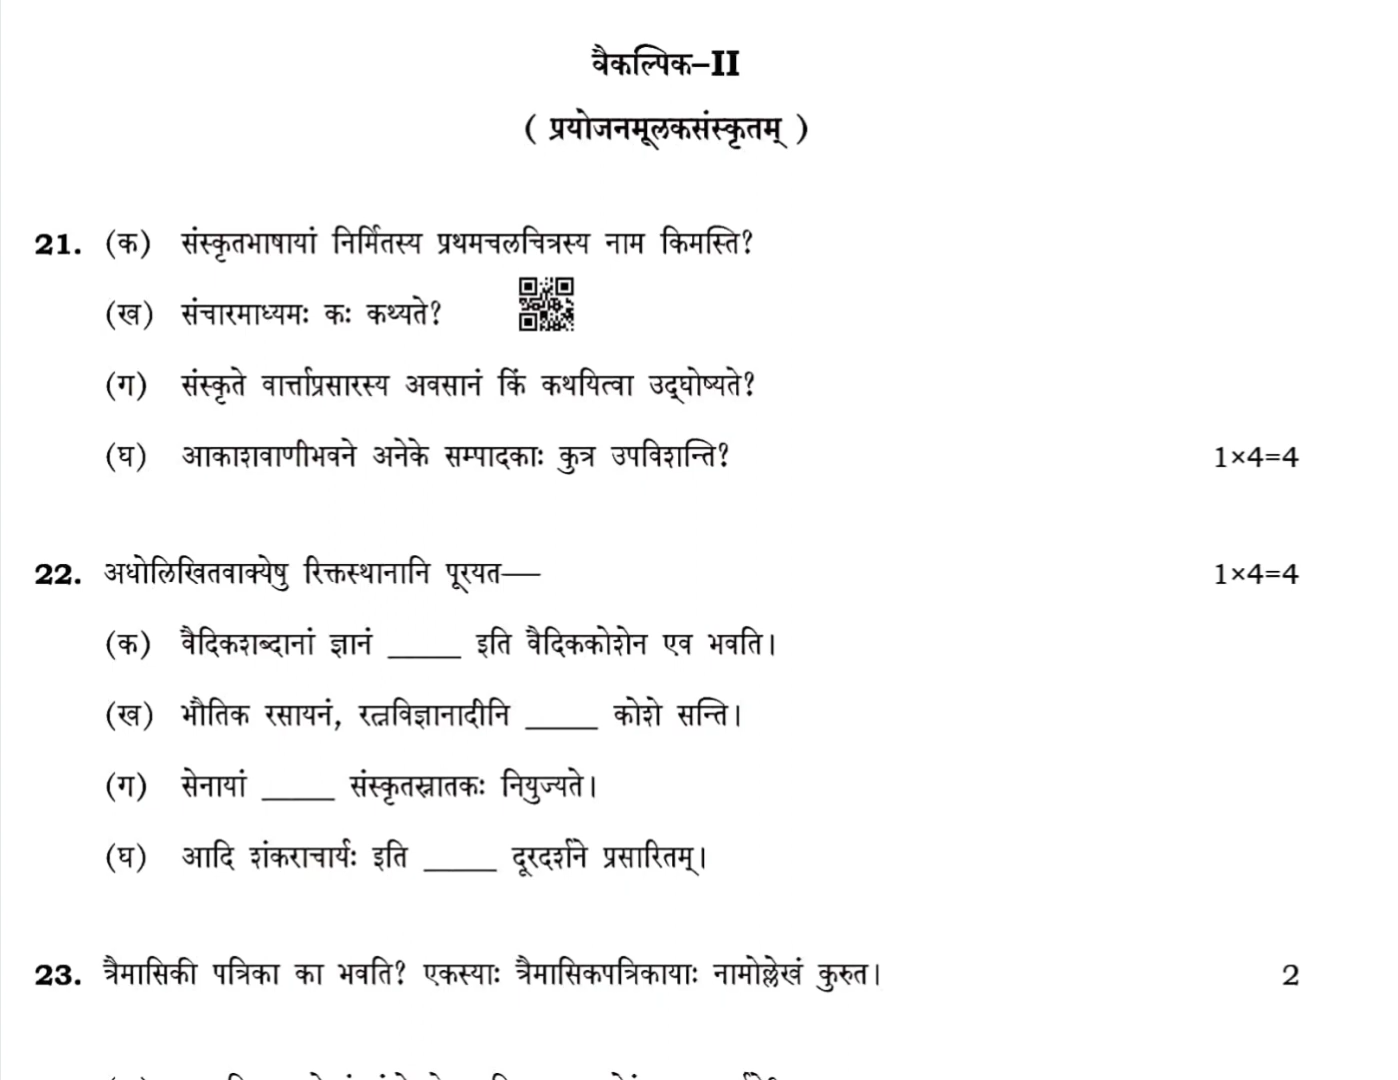 वैकल्पिक–II
( प्रयोजनमूलकसंस्कृतम् )
21. (क) संस्कृतभाषायां निर्मितस्य प्रथमचलचित्रस्य नाम किमस्ति?
(ख) संचारमाध्यमः कः कथ्यते?
(ग) संस्कृते वार्त्ताप्रसारस्य अवसानं किं कथयित्वा उद्‌घोष्यते?
(घ) आकाशवाणीभवने अनेके सम्पादकाः कुत्र उपविशन्ति? 1×4=4
22. अधोलिखितवाक्येषु रिक्तस्थानानि पूरयत— 1×4=4
(क) वैदिकशब्दानां ज्ञानं _____ इति वैदिककोशेन एव भवति।
(ख) भौतिक रसायनं, रत्नविज्ञानादीनि _____ कोशे सन्ति।
(ग) सेनायां _____ संस्कृतस्नातकः नियुज्यते।
(घ) आदि शंकराचार्यः इति _____ दूरदर्शने प्रसारितम्।
23. त्रैमासिकी पत्रिका का भवति? एकस्याः त्रैमासिकपत्रिकायाः नामोल्लेखं कुरुत। 2